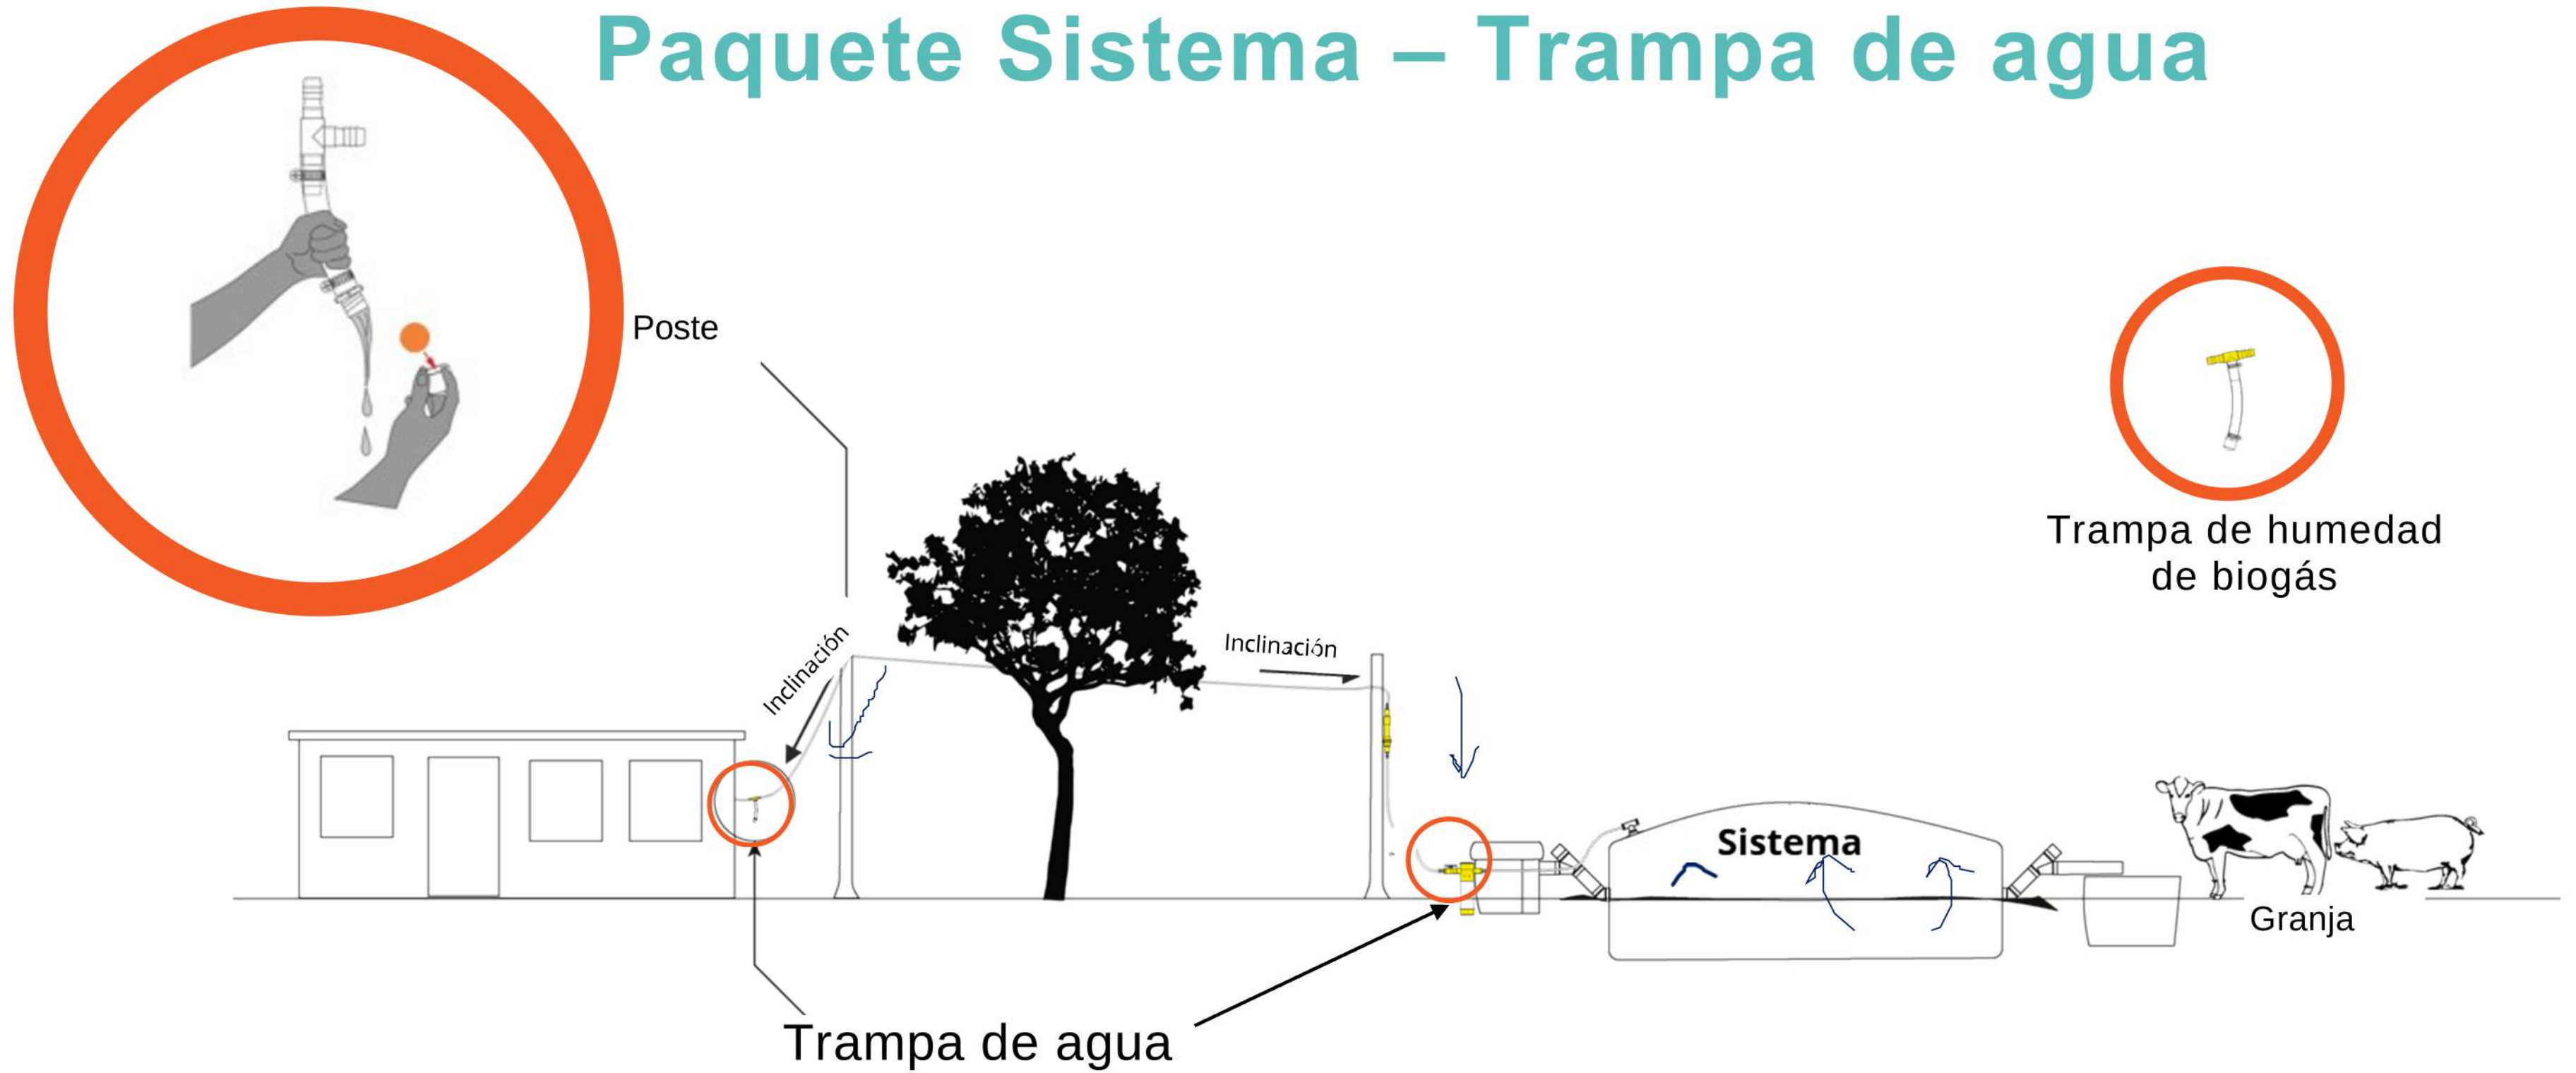 Paquete Sistema – Trampa de agua
Poste
Trampa de humedad
de biogás
Inclinación
Inclinación
Sistema
Granja
Trampa de agua